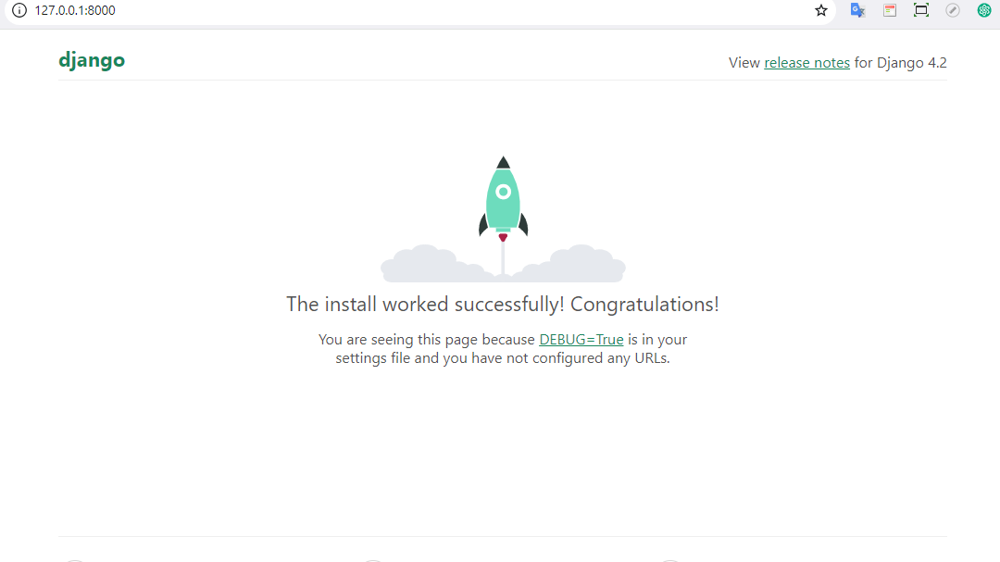 127.0.0.1:8000
django
View release notes for Django 4.2
The install worked successfully! Congratulations!
You are seeing this page because DEBUG=True is in your
settings file and you have not configured any URLs.